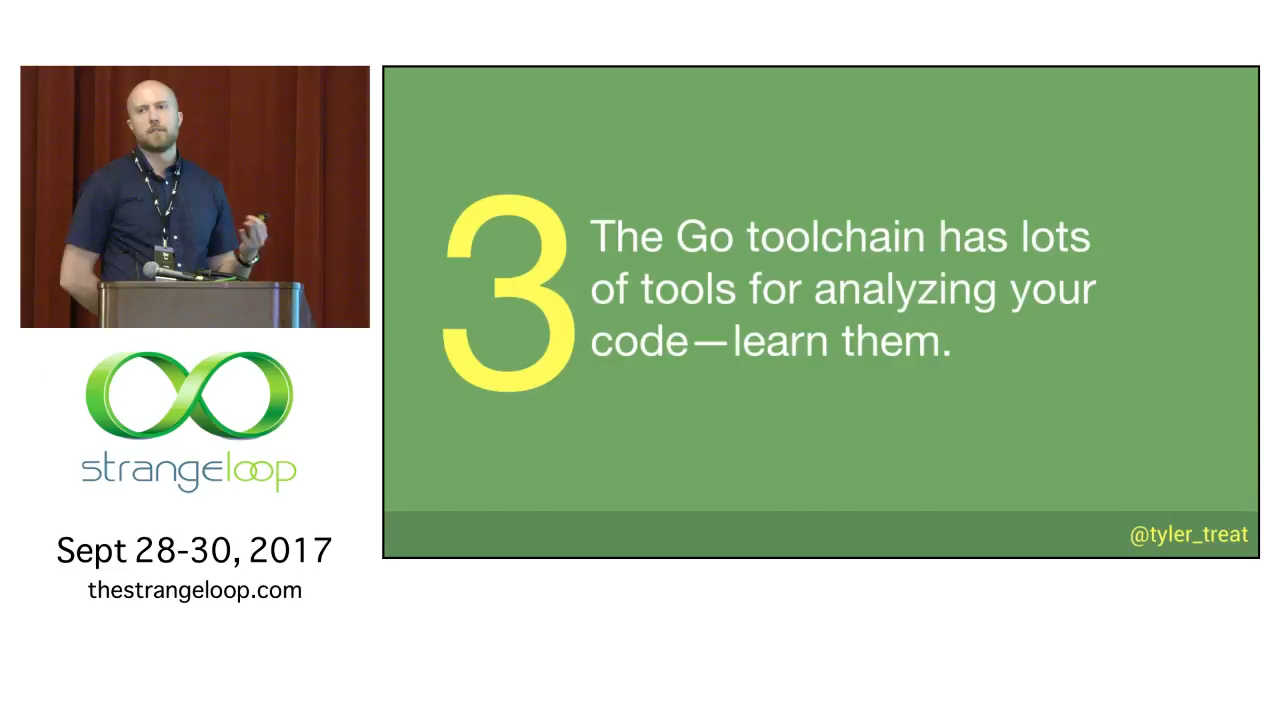 strangeloop
Sept 28-30, 2017
thestrangeloop.com
3
The Go toolchain has lots
of tools for analyzing your
code—learn them.
@tyler_treat